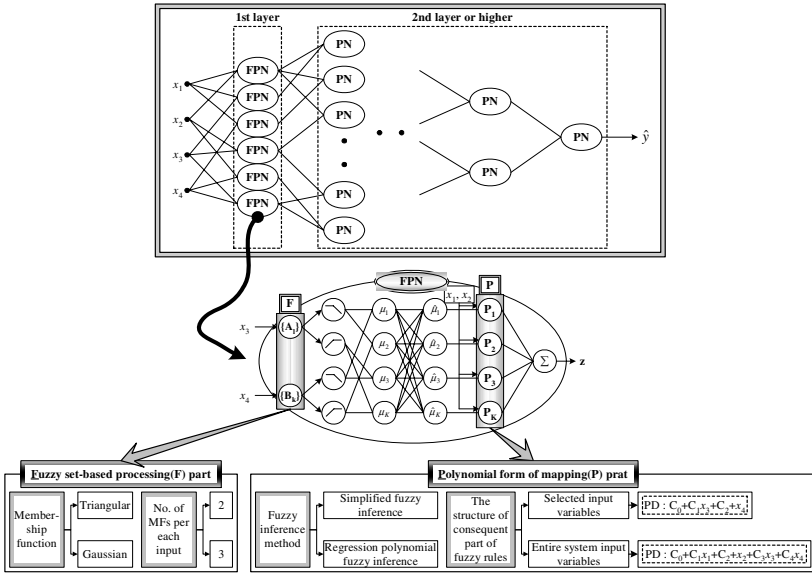 1st layer
2nd layer or higher
FPN
FPN
FPN
FPN
FPN
FPN
PN
PN
PN
PN
PN
PN
PN
PN
x1
x2
x3
x4
ŷ
FPN
F
P
x1, x2
x3
x4
{Aj}
{Bk}
μ1
μ2
μ3
μK
μ̂1
μ̂2
μ̂3
μ̂K
P1
P2
P3
PK
Σ
z
Fuzzy set-based processing(F) part
Member-
ship
function
Triangular
Gaussian
No. of
MFs per
each
input
2
3
Polynomial form of mapping(P) prat
Fuzzy
inference
method
Simplified fuzzy
inference
Regression polynomial
fuzzy inference
The
structure of
consequent
part of
fuzzy rules
Selected input
variables
Entire system input
variables
PD : C0+C1x3+C2+x4
PD : C0+C1x1+C2+x2+C3x3+C4x4